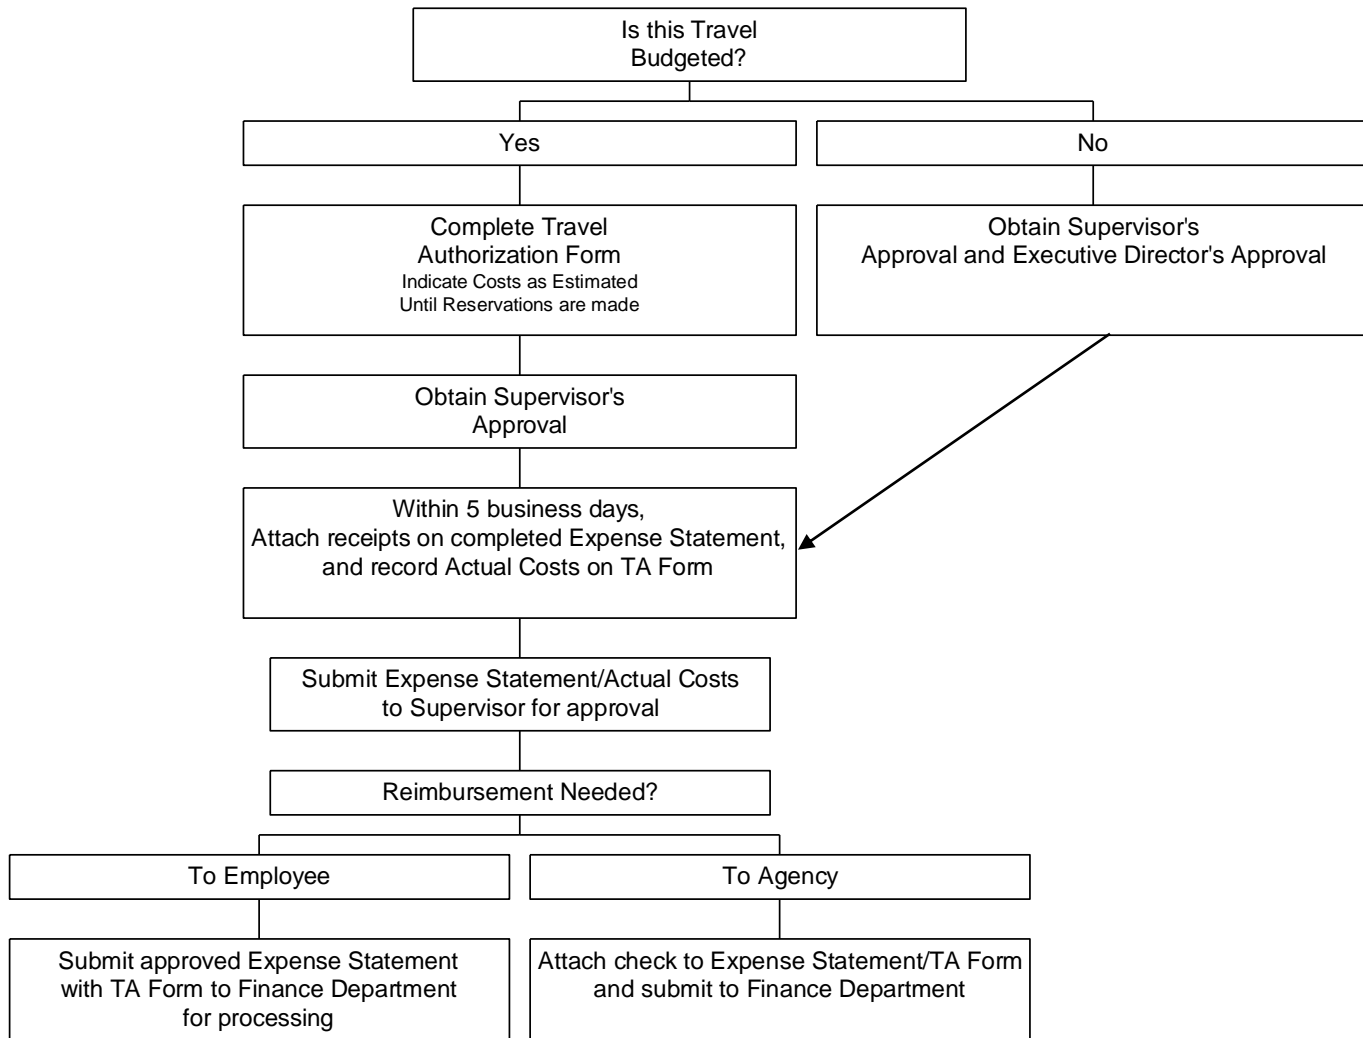 Is this Travel
Budgeted?
Yes
No
Complete Travel
Authorization Form
Indicate Costs as Estimated
Until Reservations are made
Obtain Supervisor's
Approval and Executive Director's Approval
Obtain Supervisor's
Approval
Within 5 business days,
Attach receipts on completed Expense Statement,
and record Actual Costs on TA Form
Submit Expense Statement/Actual Costs
to Supervisor for approval
Reimbursement Needed?
To Employee
To Agency
Submit approved Expense Statement
with TA Form to Finance Department
for processing
Attach check to Expense Statement/TA Form
and submit to Finance Department